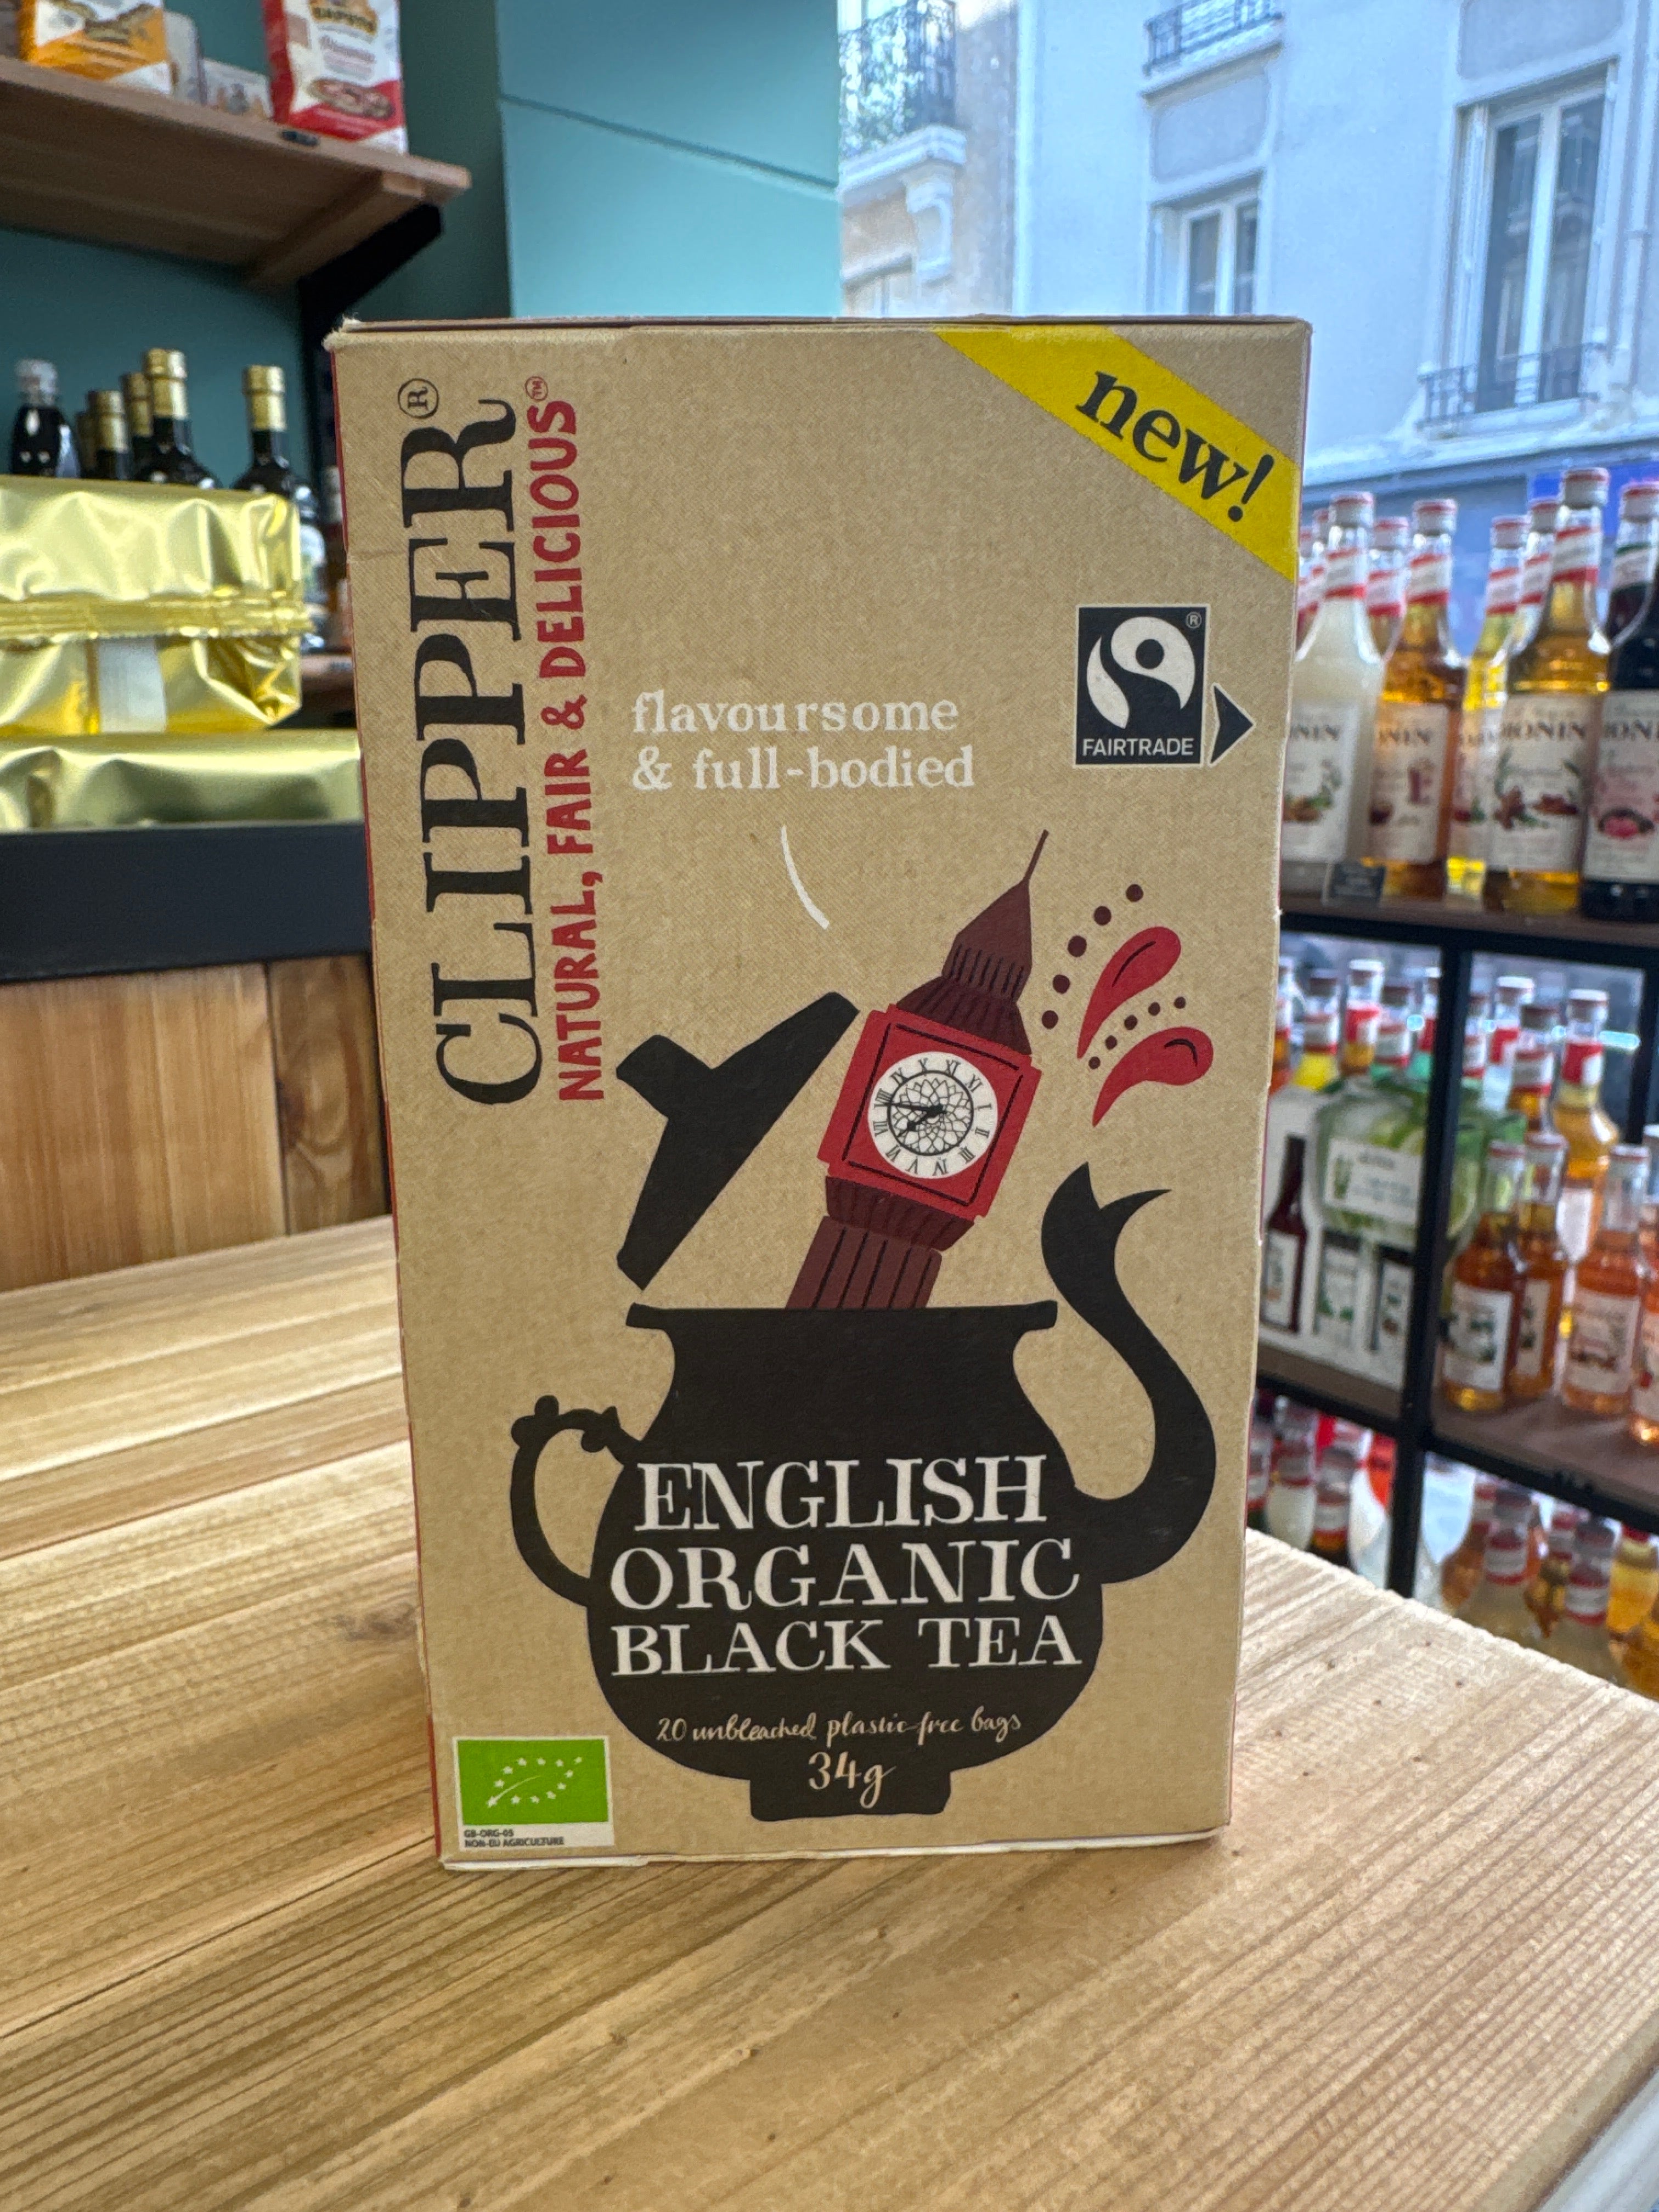 CLIPPER®
NATURAL, FAIR & DELICIOUS™
new!
FAIRTRADE
®
flavoursome
& full-bodied
ENGLISH
ORGANIC
BLACK TEA
20 unbleached plastic-free bags
34g
GB-ORG-05
NON-EU AGRICULTURE
MONIN